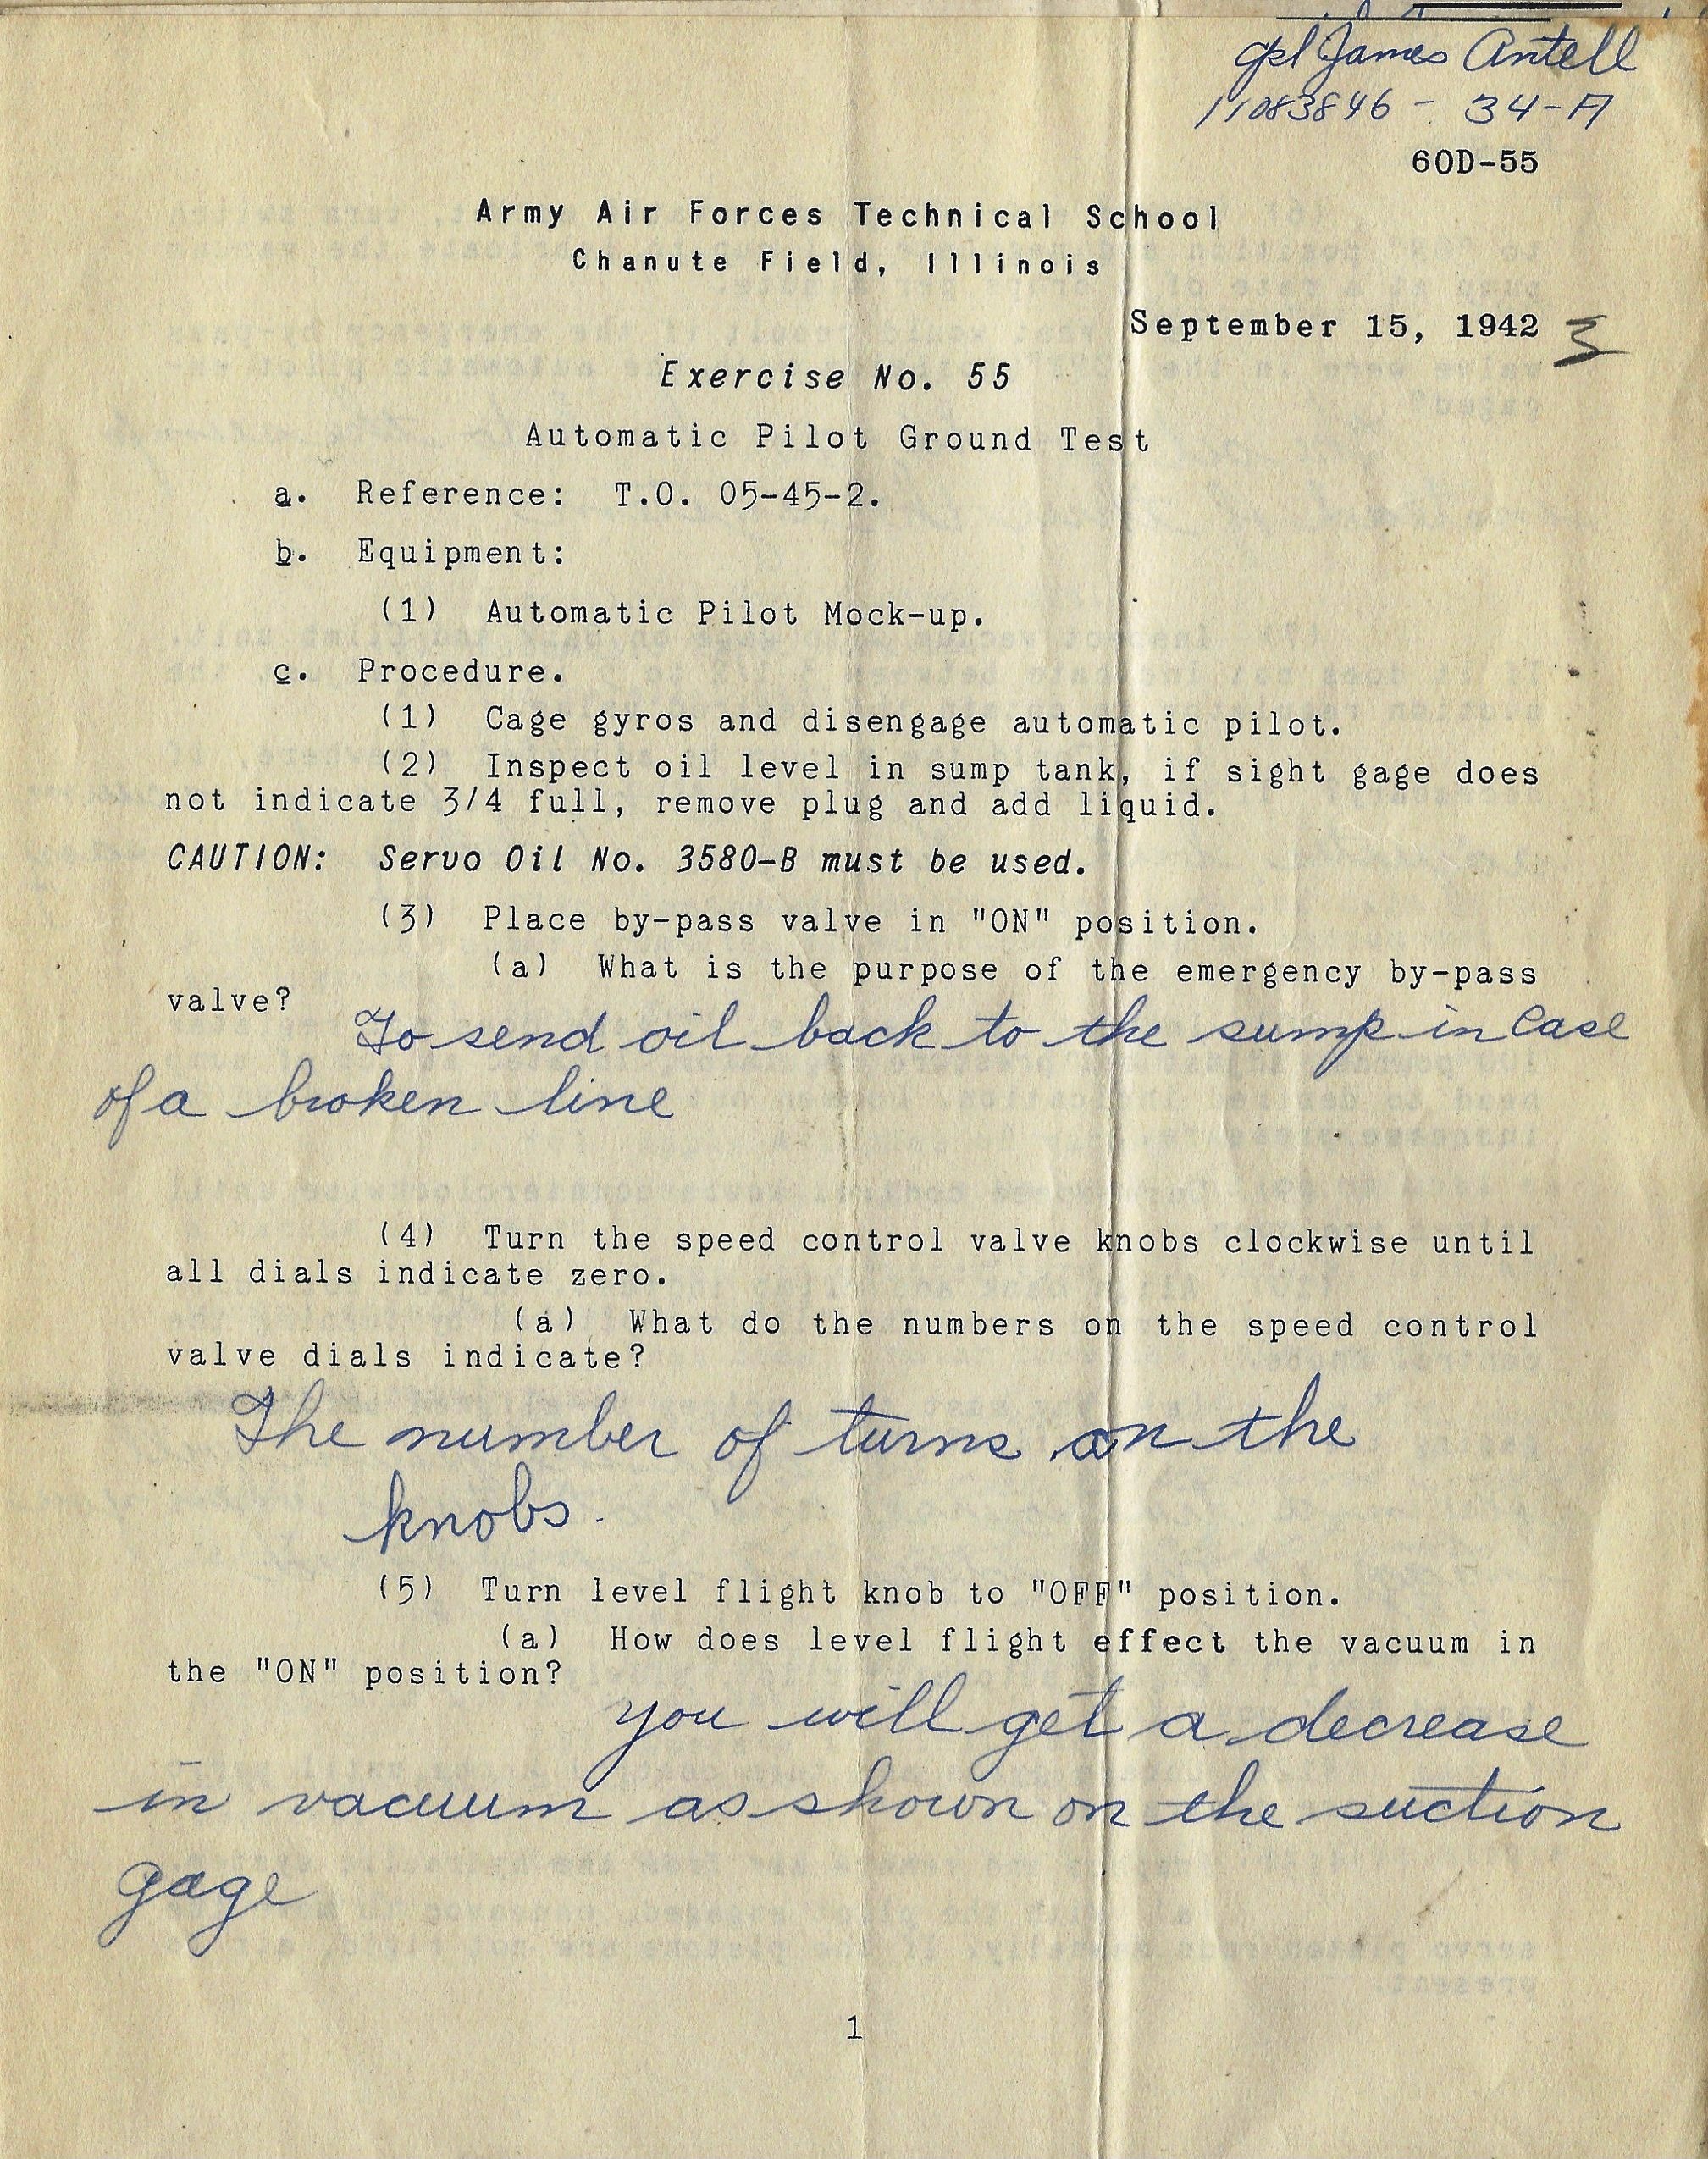 Cpl James Antell
11083846 - 34-A
60D-55
Army Air Forces Technical School
Chanute Field, Illinois
September 15, 1942 3
Exercise No. 55
Automatic Pilot Ground Test
a. Reference: T.O. 05-45-2.
b. Equipment:
(1) Automatic Pilot Mock-up.
c. Procedure.
(1) Cage gyros and disengage automatic pilot.
(2) Inspect oil level in sump tank, if sight gage does
not indicate 3/4 full, remove plug and add liquid.
CAUTION: Servo Oil No. 3580-B must be used.
(3) Place by-pass valve in "ON" position.
(a) What is the purpose of the emergency by-pass
valve?
To send oil back to the sump in case
of a broken line
(4) Turn the speed control valve knobs clockwise until
all dials indicate zero.
(a) What do the numbers on the speed control
valve dials indicate?
The number of turns on the
knobs.
(5) Turn level flight knob to "OFF" position.
(a) How does level flight effect the vacuum in
the "ON" position?
you will get a decrease
in vacuum as shown on the suction
gage
1